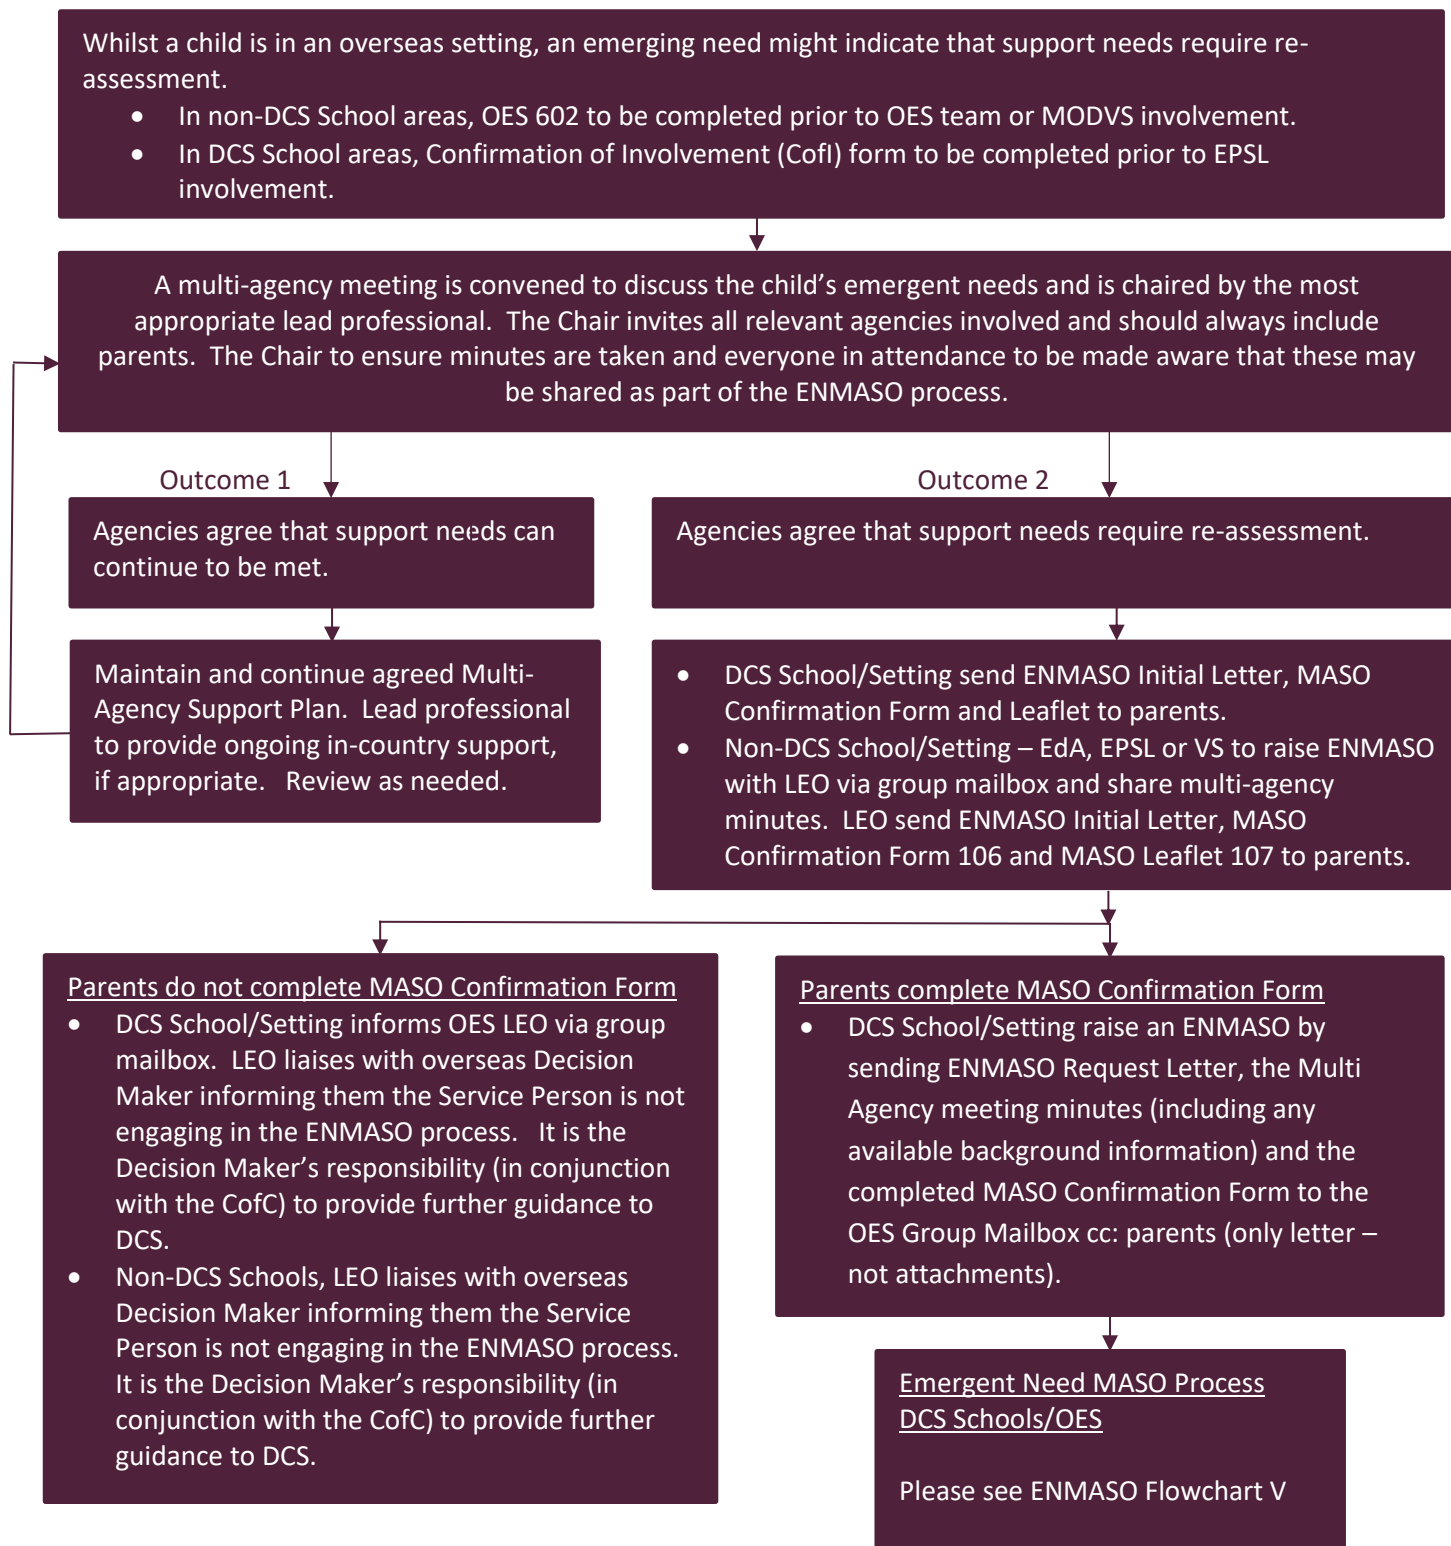 Whilst a child is in an overseas setting, an emerging need might indicate that support needs require re-
assessment.
• In non-DCS School areas, OES 602 to be completed prior to OES team or MODVS involvement.
• In DCS School areas, Confirmation of Involvement (CofI) form to be completed prior to EPSL
involvement.
A multi-agency meeting is convened to discuss the child’s emergent needs and is chaired by the most
appropriate lead professional. The Chair invites all relevant agencies involved and should always include
parents. The Chair to ensure minutes are taken and everyone in attendance to be made aware that these may
be shared as part of the ENMASO process.
Outcome 1
Agencies agree that support needs can
continue to be met.
Maintain and continue agreed Multi-
Agency Support Plan. Lead professional
to provide ongoing in-country support,
if appropriate. Review as needed.
Outcome 2
Agencies agree that support needs require re-assessment.
• DCS School/Setting send ENMASO Initial Letter, MASO
Confirmation Form and Leaflet to parents.
• Non-DCS School/Setting – EdA, EPSL or VS to raise ENMASO
with LEO via group mailbox and share multi-agency
minutes. LEO send ENMASO Initial Letter, MASO
Confirmation Form 106 and MASO Leaflet 107 to parents.
Parents do not complete MASO Confirmation Form
• DCS School/Setting informs OES LEO via group
mailbox. LEO liaises with overseas Decision
Maker informing them the Service Person is not
engaging in the ENMASO process. It is the
Decision Maker’s responsibility (in conjunction
with the CofC) to provide further guidance to
DCS.
• Non-DCS Schools, LEO liaises with overseas
Decision Maker informing them the Service
Person is not engaging in the ENMASO process.
It is the Decision Maker’s responsibility (in
conjunction with the CofC) to provide further
guidance to DCS.
Parents complete MASO Confirmation Form
• DCS School/Setting raise an ENMASO by
sending ENMASO Request Letter, the Multi
Agency meeting minutes (including any
available background information) and the
completed MASO Confirmation Form to the
OES Group Mailbox cc: parents (only letter –
not attachments).
Emergent Need MASO Process
DCS Schools/OES
Please see ENMASO Flowchart V